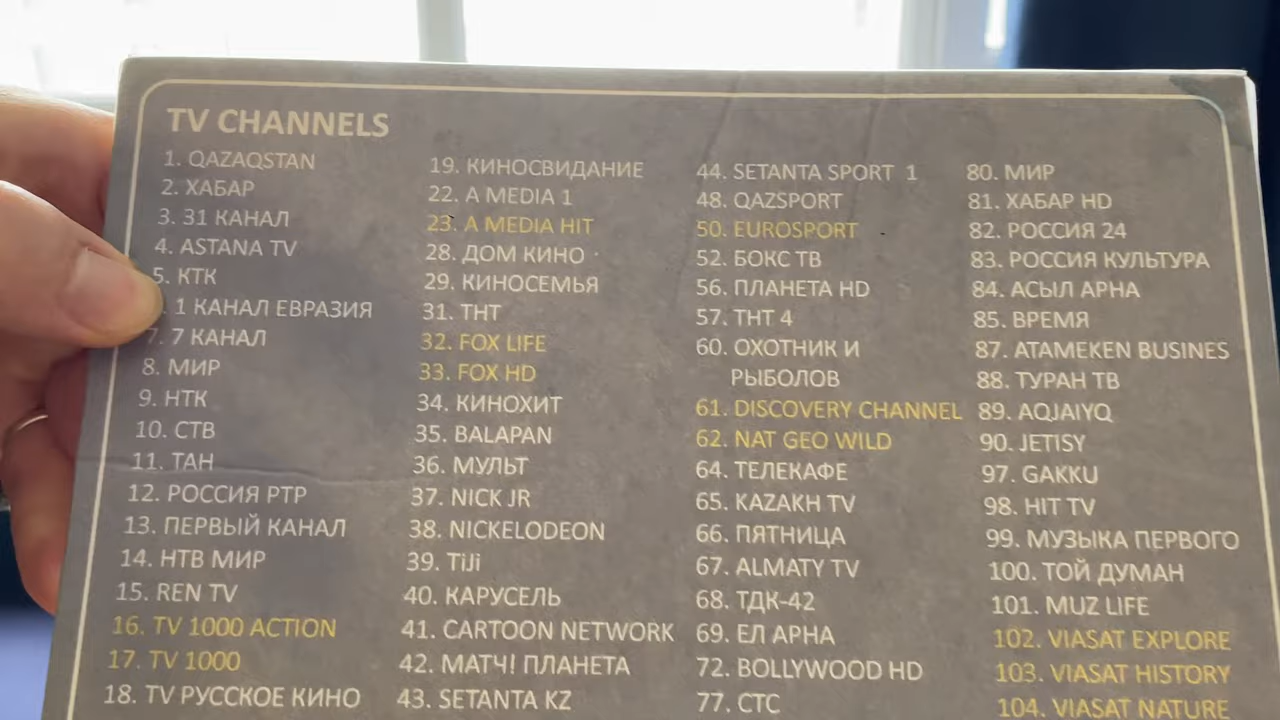 TV CHANNELS
1. QAZAQSTAN
2. ХАБАР
3. 31 КАНАЛ
4. ASTANA TV
5. КТК
1 КАНАЛ ЕВРАЗИЯ
7. 7 КАНАЛ
8. МИР
9. НТК
10. СТВ
11. ТАН
12. РОССИЯ РТР
13. ПЕРВЫЙ КАНАЛ
14. НТВ МИР
15. REN TV
16. TV 1000 ACTION
17. TV 1000
18. TV РУССКОЕ КИНО
19. КИНОСВИДАНИЕ
22. A MEDIA 1
23. A MEDIA HIT
28. ДОМ КИНО
29. КИНОСЕМЬЯ
31. ТНТ
32. FOX LIFE
33. FOX HD
34. КИНОХИТ
35. BALAPAN
36. МУЛЬТ
37. NICK JR
38. NICKELODEON
39. TiJi
40. КАРУСЕЛЬ
41. CARTOON NETWORK
42. МАТЧ! ПЛАНЕТА
43. SETANTA KZ
44. SETANTA SPORT 1
48. QAZSPORT
50. EUROSPORT
52. БОКС ТВ
56. ПЛАНЕТА HD
57. ТНТ 4
60. ОХОТНИК И
РЫБОЛОВ
61. DISCOVERY CHANNEL
62. NAT GEO WILD
64. ТЕЛЕКАФЕ
65. KAZAKH TV
66. ПЯТНИЦА
67. ALMATY TV
68. ТДК-42
69. ЕЛ АРНА
72. BOLLYWOOD HD
77. СТС
80. МИР
81. ХАБАР HD
82. РОССИЯ 24
83. РОССИЯ КУЛЬТУРА
84. АСЫЛ АРНА
85. ВРЕМЯ
87. ATAMEKEN BUSINES
88. ТУРАН ТВ
89. AQJAIYQ
90. JETISY
97. GAKKU
98. HIT TV
99. МУЗЫКА ПЕРВОГО
100. ТОЙ ДУМАН
101. MUZ LIFE
102. VIASAT EXPLORE
103. VIASAT HISTORY
104. VIASAT NATURE